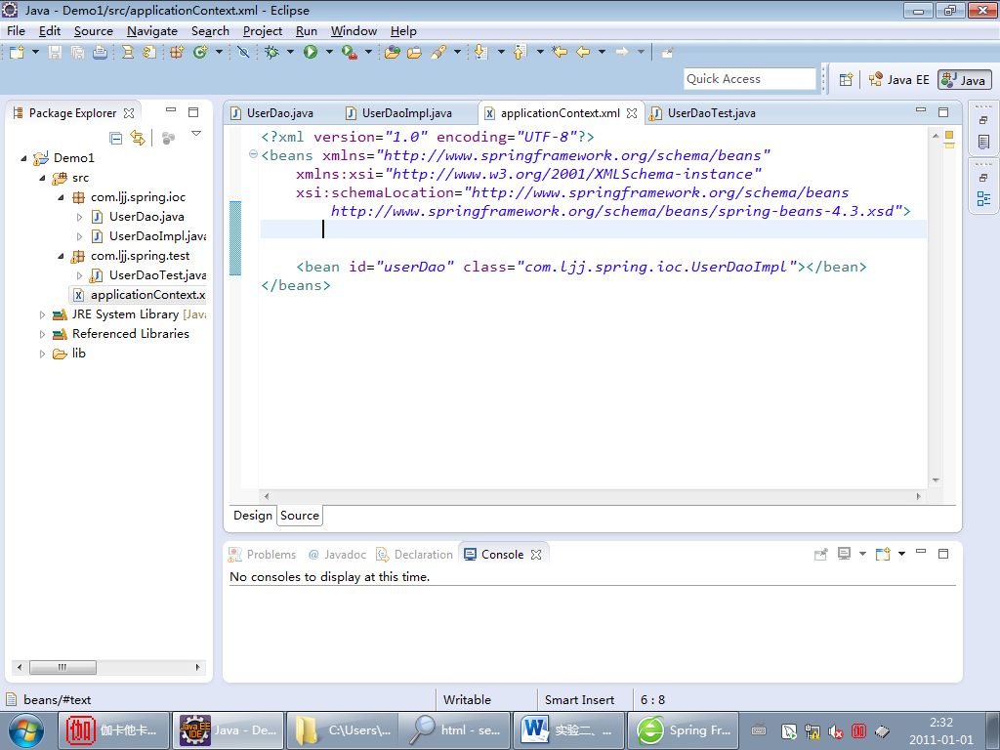 Java - Demo1/src/applicationContext.xml - Eclipse
File Edit Source Navigate Search Project Run Window Help
Quick Access
Java EE
Java
Package Explorer
Demo1
src
com.ljj.spring.ioc
UserDao.java
UserDaoImpl.java
com.ljj.spring.test
UserDaoTest.java
applicationContext.x
JRE System Library [Java
Referenced Libraries
lib
UserDao.java UserDaoImpl.java applicationContext.xml UserDaoTest.java
<?xml version="1.0" encoding="UTF-8"?>
<beans xmlns="http://www.springframework.org/schema/beans"
xmlns:xsi="http://www.w3.org/2001/XMLSchema-instance"
xsi:schemaLocation="http://www.springframework.org/schema/beans
http://www.springframework.org/schema/beans/spring-beans-4.3.xsd">
<bean id="userDao" class="com.ljj.spring.ioc.UserDaoImpl"></bean>
</beans>
Design Source
Problems @ Javadoc Declaration Console
No consoles to display at this time.
beans/#text Writable Smart Insert 6 : 8
伽 伽卡他卡... Java EE IDE Java - De... C:\Users\... html - se... 实验二、... Spring Fr... 伽
2:32
2011-01-01